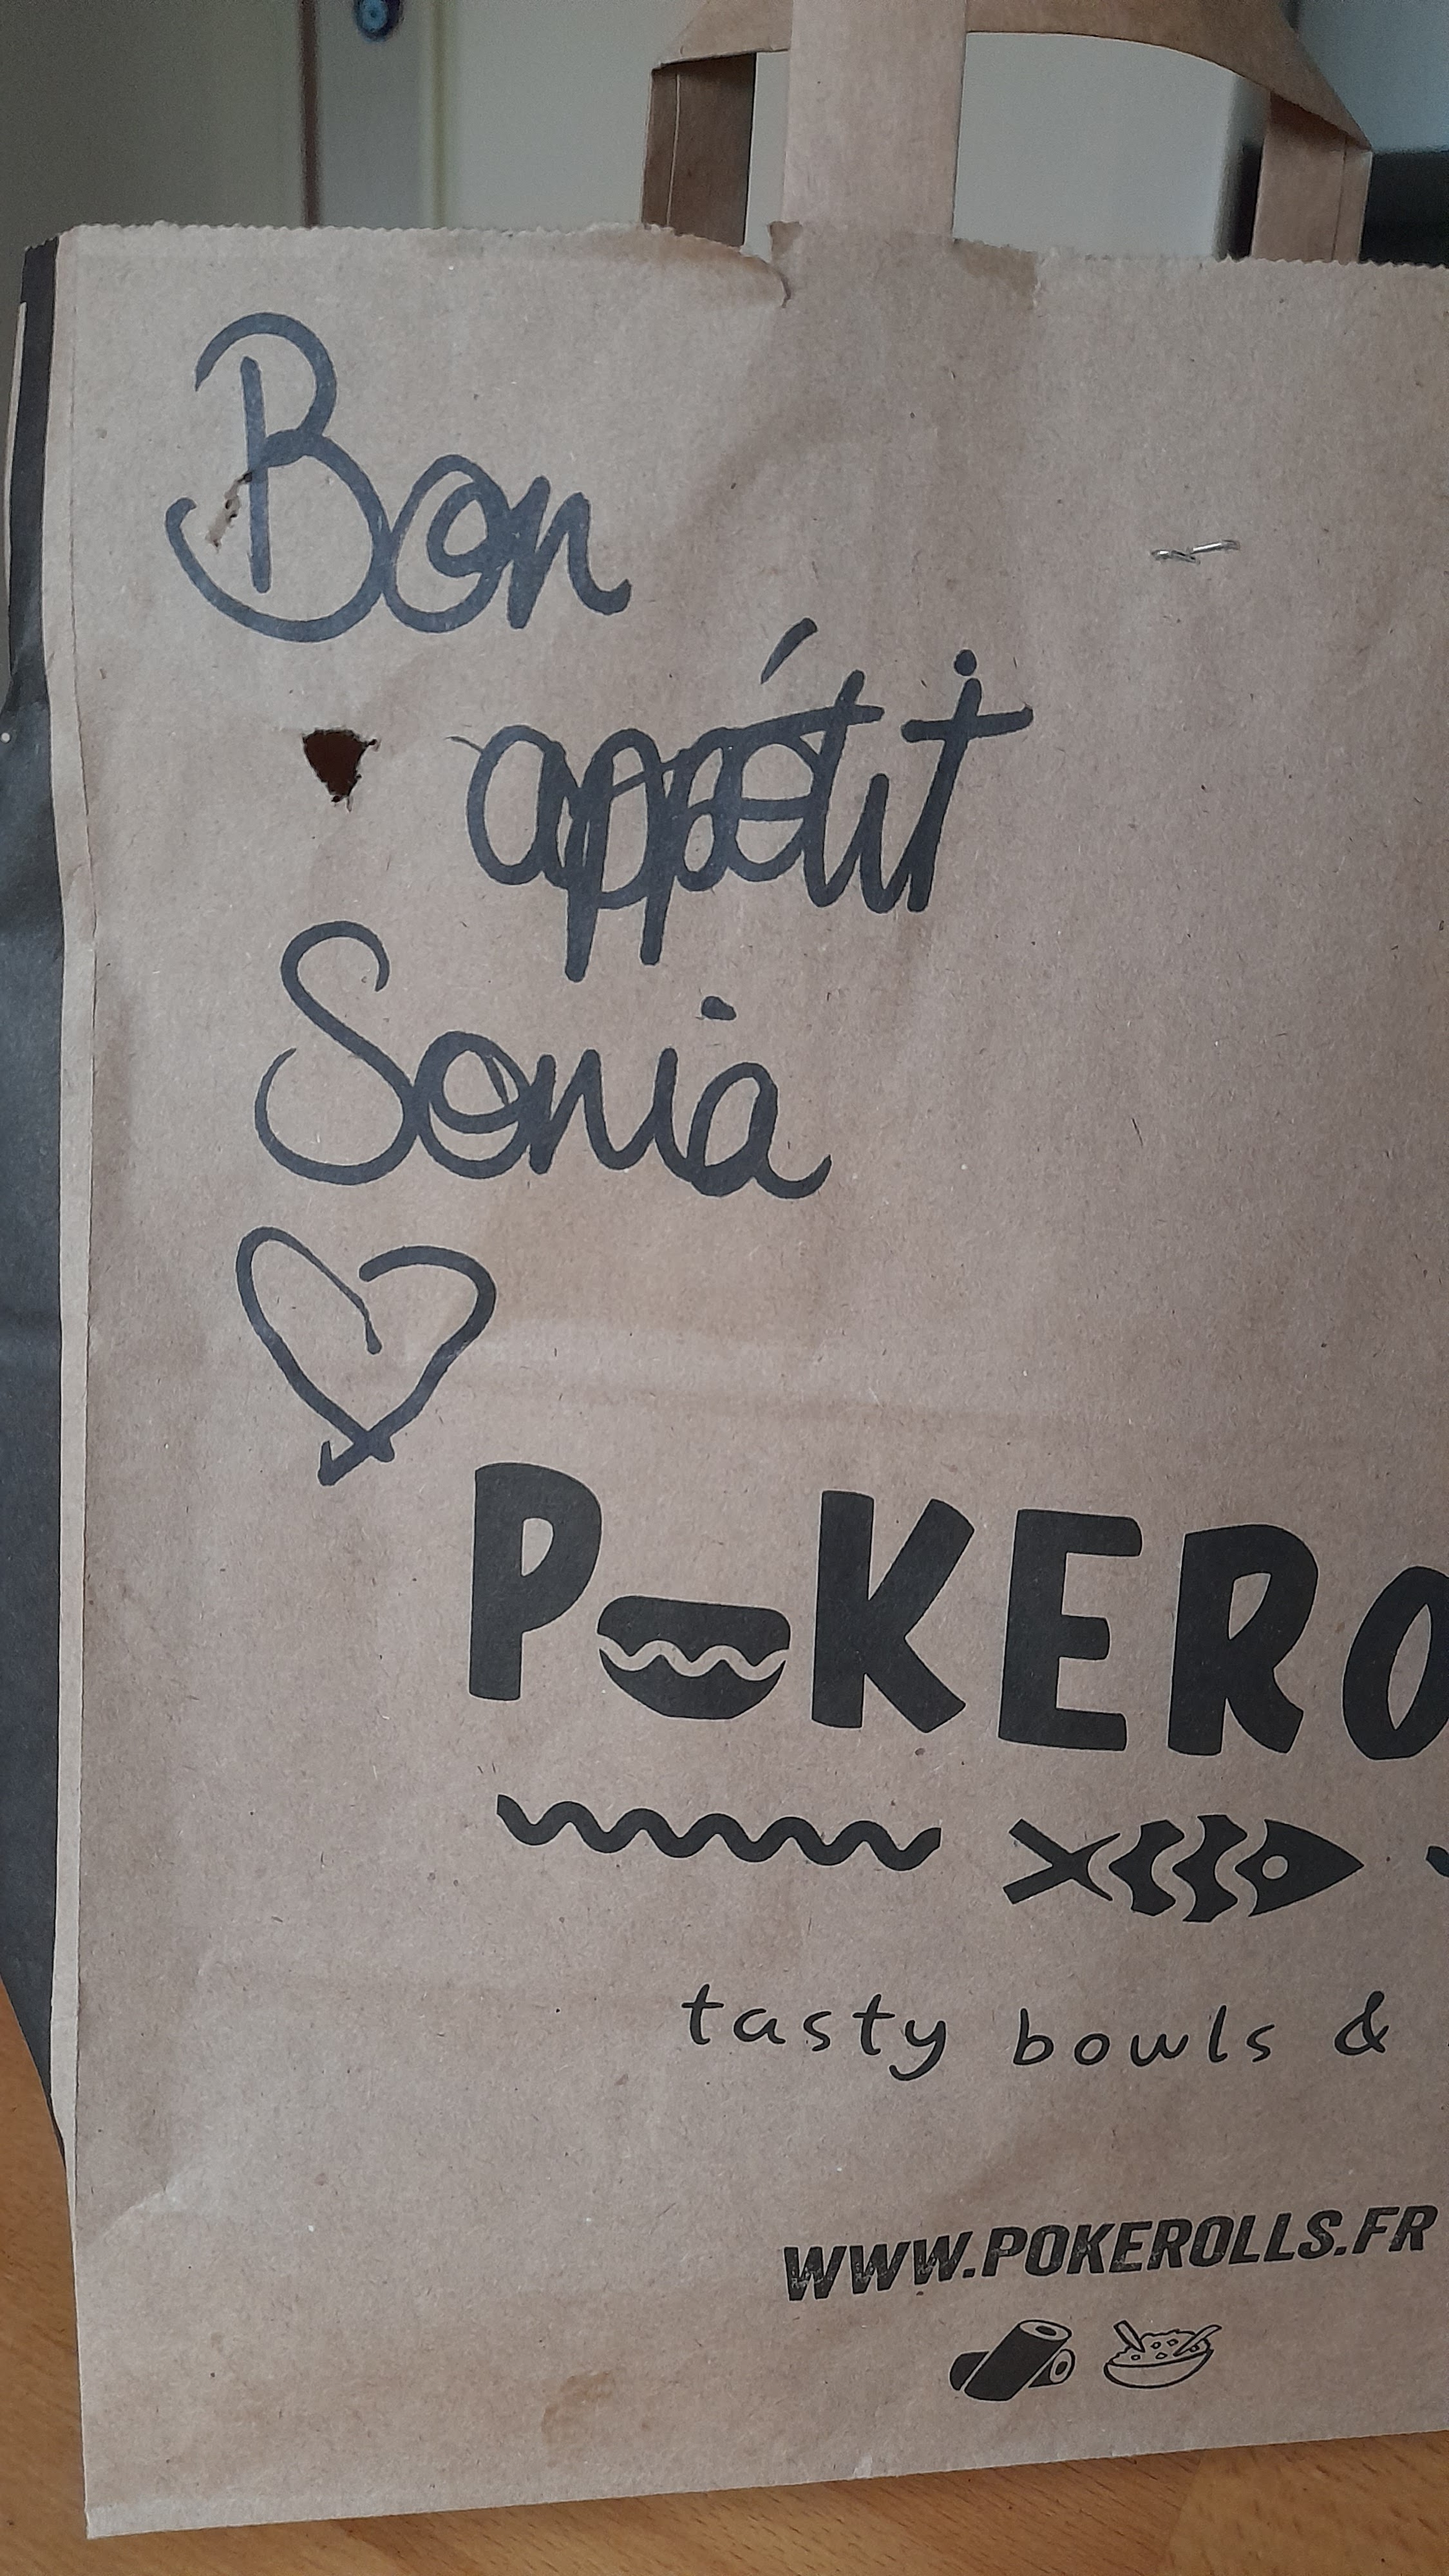 Bon
appétit
Sonia
POKERO
tasty bowls &
WWW.POKEROLLS.FR